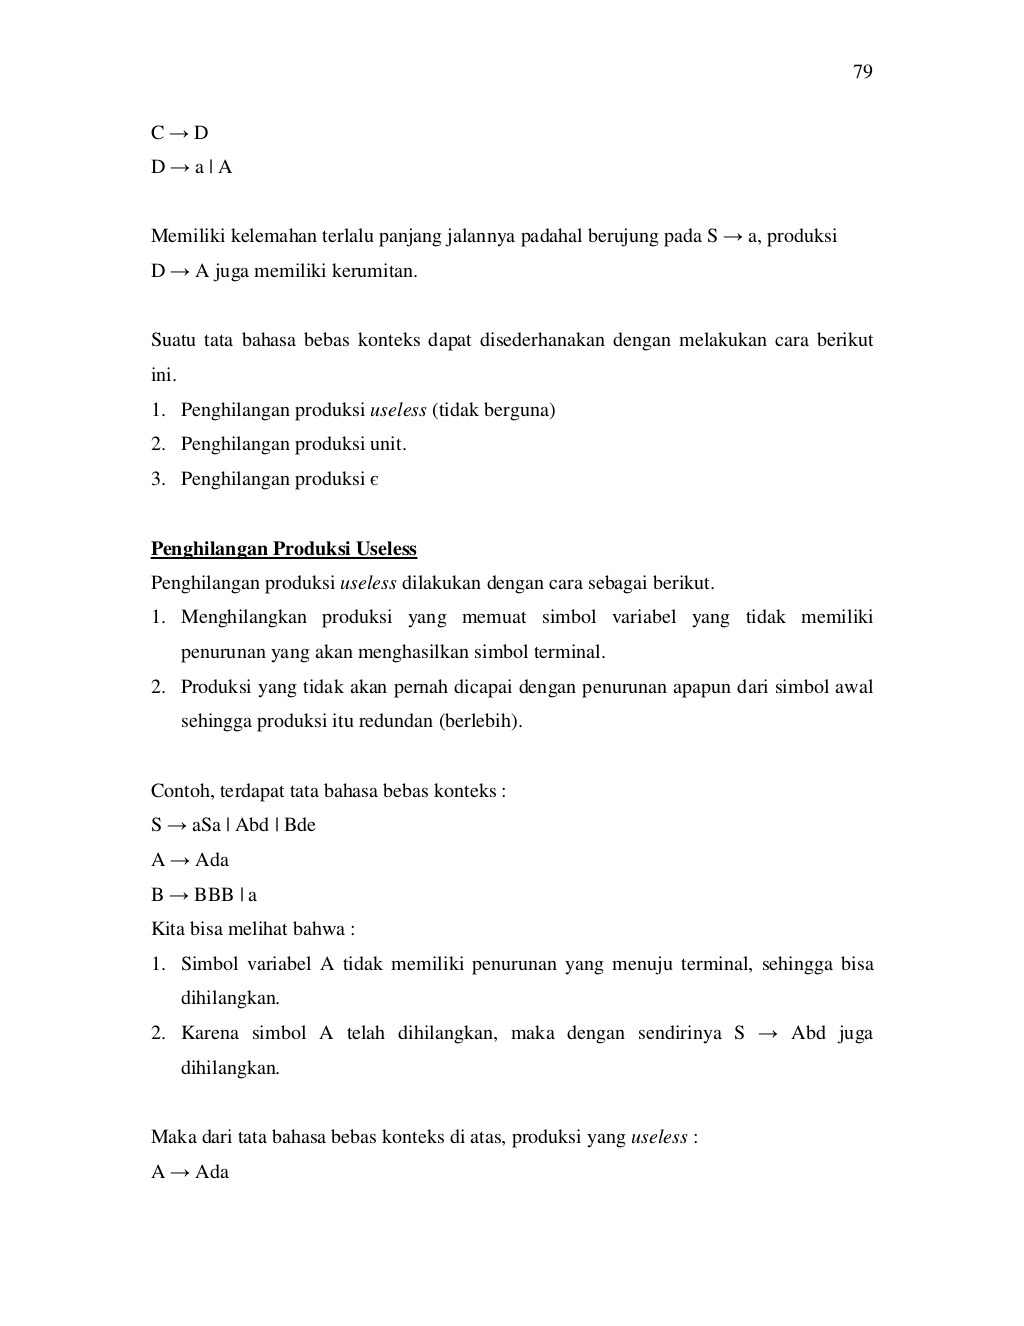 79
C → D
D → a | A
Memiliki kelemahan terlalu panjang jalannya padahal berujung pada S → a, produksi
D → A juga memiliki kerumitan.
Suatu tata bahasa bebas konteks dapat disederhanakan dengan melakukan cara berikut
ini.
1. Penghilangan produksi useless (tidak berguna)
2. Penghilangan produksi unit.
3. Penghilangan produksi є
Penghilangan Produksi Useless
Penghilangan produksi useless dilakukan dengan cara sebagai berikut.
1. Menghilangkan produksi yang memuat simbol variabel yang tidak memiliki
penurunan yang akan menghasilkan simbol terminal.
2. Produksi yang tidak akan pernah dicapai dengan penurunan apapun dari simbol awal
sehingga produksi itu redundan (berlebih).
Contoh, terdapat tata bahasa bebas konteks :
S → aSa | Abd | Bde
A → Ada
B → BBB | a
Kita bisa melihat bahwa :
1. Simbol variabel A tidak memiliki penurunan yang menuju terminal, sehingga bisa
dihilangkan.
2. Karena simbol A telah dihilangkan, maka dengan sendirinya S → Abd juga
dihilangkan.
Maka dari tata bahasa bebas konteks di atas, produksi yang useless :
A → Ada